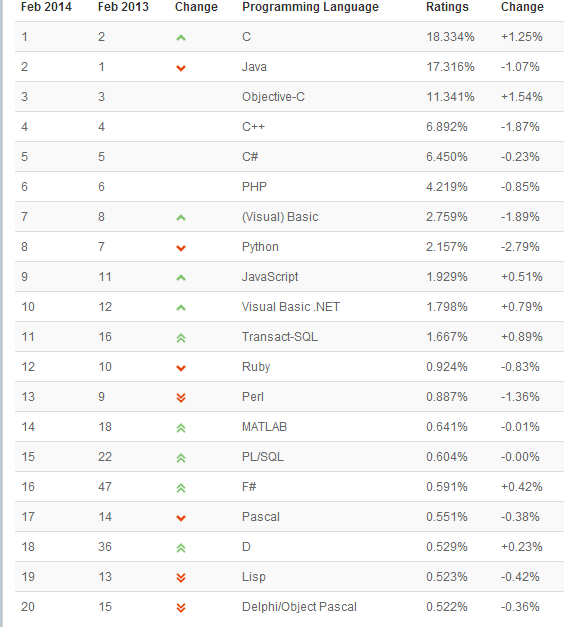 Feb 2014 Feb 2013 Change Programming Language Ratings Change
1 2 C 18.334% +1.25%
2 1 Java 17.316% -1.07%
3 3 Objective-C 11.341% +1.54%
4 4 C++ 6.892% -1.87%
5 5 C# 6.450% -0.23%
6 6 PHP 4.219% -0.85%
7 8 (Visual) Basic 2.759% -1.89%
8 7 Python 2.157% -2.79%
9 11 JavaScript 1.929% +0.51%
10 12 Visual Basic .NET 1.798% +0.79%
11 16 Transact-SQL 1.667% +0.89%
12 10 Ruby 0.924% -0.83%
13 9 Perl 0.887% -1.36%
14 18 MATLAB 0.641% -0.01%
15 22 PL/SQL 0.604% -0.00%
16 47 F# 0.591% +0.42%
17 14 Pascal 0.551% -0.38%
18 36 D 0.529% +0.23%
19 13 Lisp 0.523% -0.42%
20 15 Delphi/Object Pascal 0.522% -0.36%